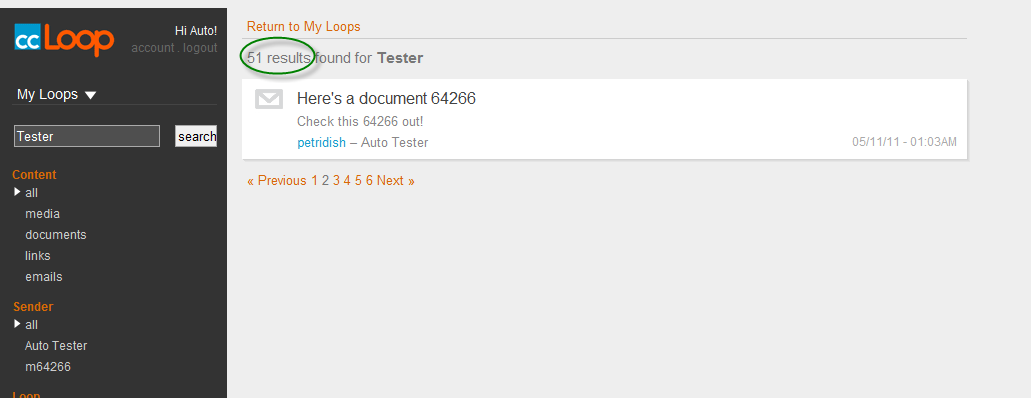 cc Loop
Hi Auto!
account . logout
My Loops
Tester
search
Content
all
media
documents
links
emails
Sender
all
Auto Tester
m64266
Loop
Return to My Loops
51 results found for Tester
Here's a document 64266
Check this 64266 out!
petridish – Auto Tester
05/11/11 - 01:03AM
« Previous 1 2 3 4 5 6 Next »